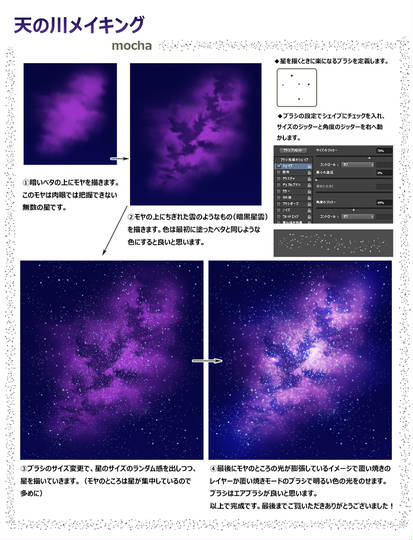 天の川メイキング
mocha
◆星を描くときに楽になるブラシを定義します。
◆ブラシの設定でシェイプにチェックを入れ、
サイズのジッターと角度のジッターを右へ動
かします。
①暗いベタの上にモヤを描きます。
このモヤは肉眼では把握できない
無数の星です。
②モヤの上にちぎれた雲のようなもの(暗黒星雲)
を描きます。色は最初に塗ったベタと同じような
色にすると良いと思います。
③ブラシのサイズ変更で、星のサイズのランダム感を出しつつ、
星を描いていきます。（モヤのところは星が集中しているので
多めに）
④最後にモヤのところの光が膨張しているイメージで覆い焼きの
レイヤーか覆い焼きモードのブラシで明るい色の光をのせます。
ブラシはエアブラシが良いと思います。
以上で完成です。最後までご覧いただきありがとうございました！